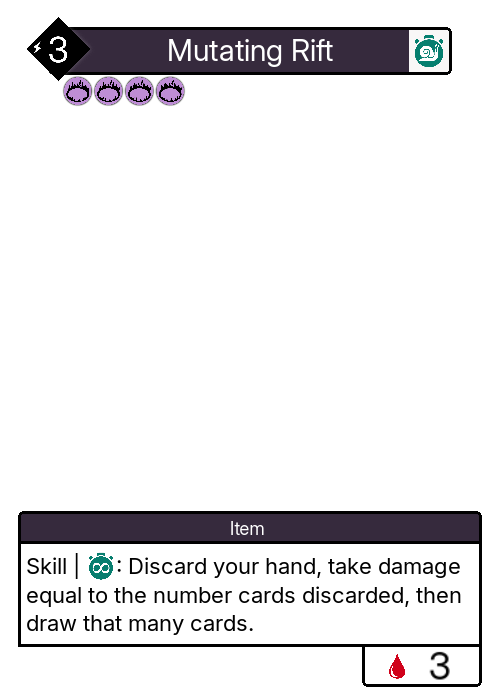 3 Mutating Rift
Item
Skill | ∞: Discard your hand, take damage
equal to the number cards discarded, then
draw that many cards.
3